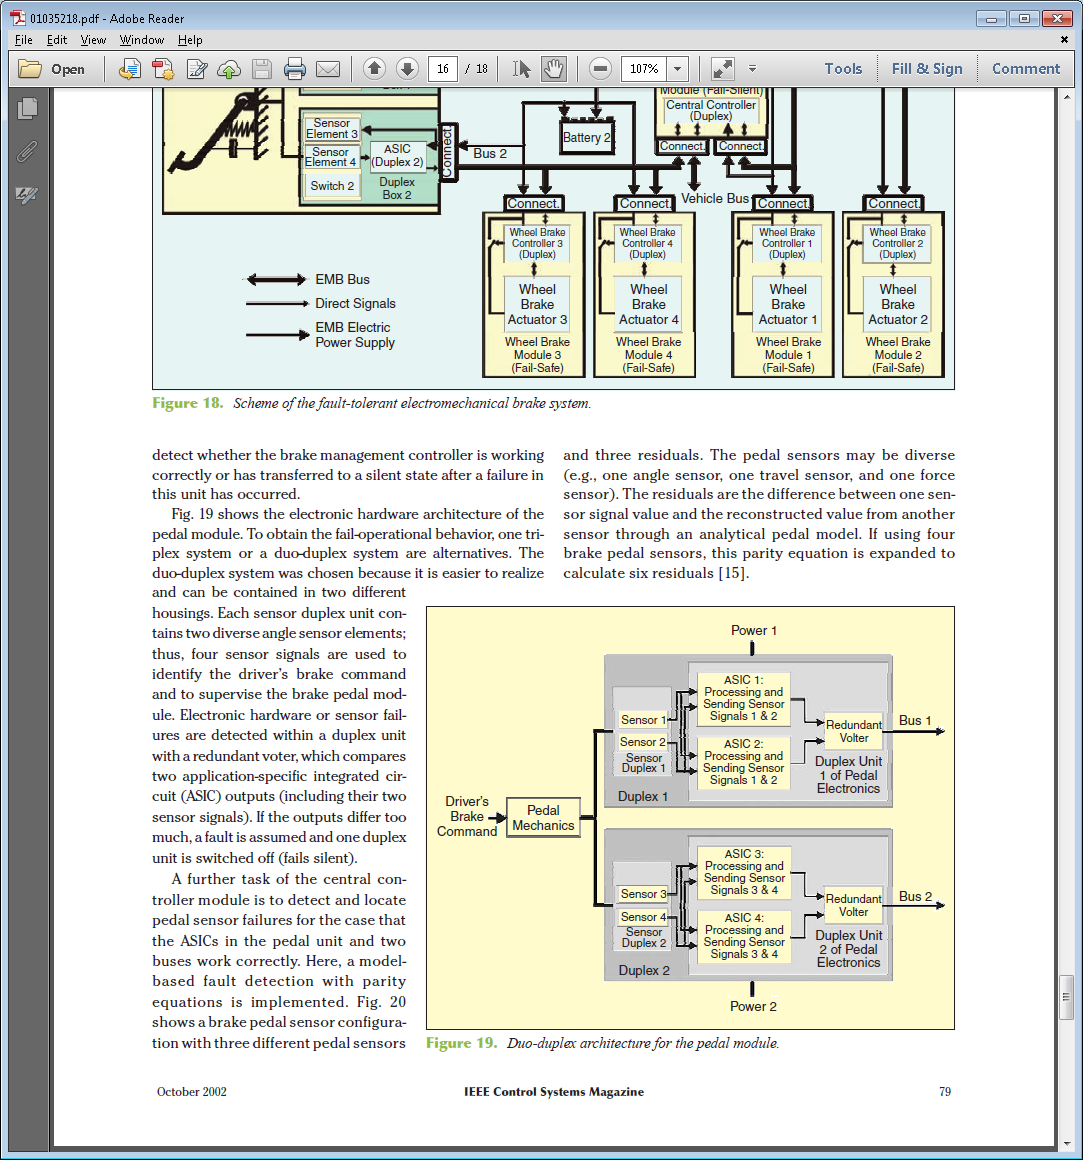 01035218.pdf - Adobe Reader
File Edit View Window Help
Open 16 / 18 107% Tools Fill & Sign Comment
Module (Fail-Silent)
Central Controller
(Duplex)
Connect. Connect.
Sensor
Element 3
Sensor
Element 4
Switch 2
ASIC
(Duplex 2)
Duplex
Box 2
Connect.
Bus 2
Battery 2
Vehicle Bus
Connect. Connect. Connect. Connect.
Wheel Brake
Controller 3
(Duplex)
Wheel
Brake
Actuator 3
Wheel Brake
Module 3
(Fail-Safe)
Wheel Brake
Controller 4
(Duplex)
Wheel
Brake
Actuator 4
Wheel Brake
Module 4
(Fail-Safe)
Wheel Brake
Controller 1
(Duplex)
Wheel
Brake
Actuator 1
Wheel Brake
Module 1
(Fail-Safe)
Wheel Brake
Controller 2
(Duplex)
Wheel
Brake
Actuator 2
Wheel Brake
Module 2
(Fail-Safe)
EMB Bus
Direct Signals
EMB Electric
Power Supply
Figure 18. Scheme of the fault-tolerant electromechanical brake system.
detect whether the brake management controller is working
correctly or has transferred to a silent state after a failure in
this unit has occurred.
Fig. 19 shows the electronic hardware architecture of the
pedal module. To obtain the fail-operational behavior, one tri-
plex system or a duo-duplex system are alternatives. The
duo-duplex system was chosen because it is easier to realize
and can be contained in two different
housings. Each sensor duplex unit con-
tains two diverse angle sensor elements;
thus, four sensor signals are used to
identify the driver's brake command
and to supervise the brake pedal mod-
ule. Electronic hardware or sensor fail-
ures are detected within a duplex unit
with a redundant voter, which compares
two application-specific integrated cir-
cuit (ASIC) outputs (including their two
sensor signals). If the outputs differ too
much, a fault is assumed and one duplex
unit is switched off (fails silent).
A further task of the central con-
troller module is to detect and locate
pedal sensor failures for the case that
the ASICs in the pedal unit and two
buses work correctly. Here, a model-
based fault detection with parity
equations is implemented. Fig. 20
shows a brake pedal sensor configura-
tion with three different pedal sensors
and three residuals. The pedal sensors may be diverse
(e.g., one angle sensor, one travel sensor, and one force
sensor). The residuals are the difference between one sen-
sor signal value and the reconstructed value from another
sensor through an analytical pedal model. If using four
brake pedal sensors, this parity equation is expanded to
calculate six residuals [15].
Power 1
Driver's
Brake
Command
Pedal
Mechanics
Sensor 1
Sensor 2
Sensor
Duplex 1
Duplex 1
ASIC 1:
Processing and
Sending Sensor
Signals 1 & 2
ASIC 2:
Processing and
Sending Sensor
Signals 1 & 2
Redundant
Volter
Duplex Unit
1 of Pedal
Electronics
Bus 1
Sensor 3
Sensor 4
Sensor
Duplex 2
Duplex 2
ASIC 3:
Processing and
Sending Sensor
Signals 3 & 4
ASIC 4:
Processing and
Sending Sensor
Signals 3 & 4
Redundant
Volter
Duplex Unit
2 of Pedal
Electronics
Bus 2
Power 2
Figure 19. Duo-duplex architecture for the pedal module.
October 2002 IEEE Control Systems Magazine 79